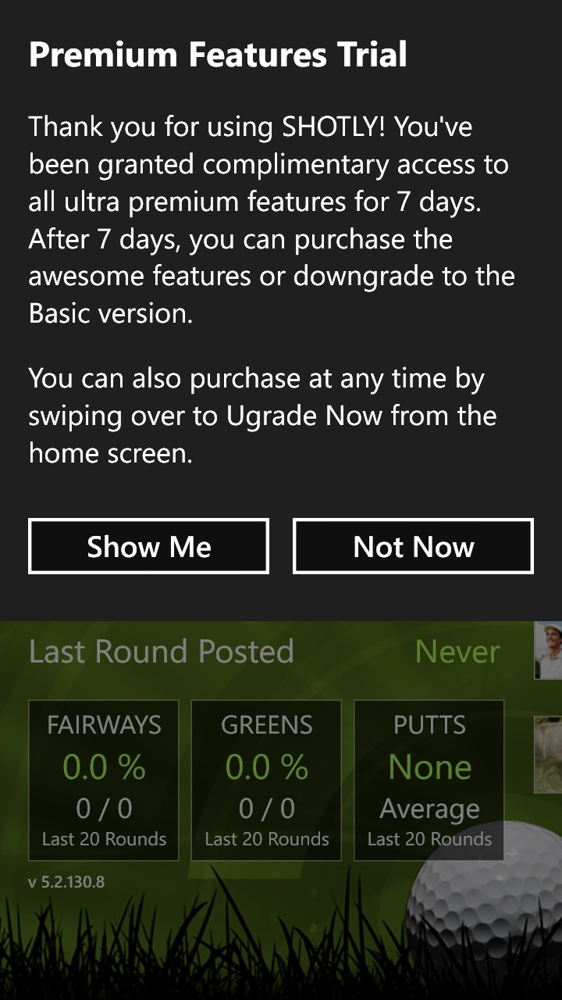 Premium Features Trial
Thank you for using SHOTLY! You've
been granted complimentary access to
all ultra premium features for 7 days.
After 7 days, you can purchase the
awesome features or downgrade to the
Basic version.
You can also purchase at any time by
swiping over to Ugrade Now from the
home screen.
Show Me
Not Now
Last Round Posted
Never
FAIRWAYS
0.0 %
0 / 0
Last 20 Rounds
GREENS
0.0 %
0 / 0
Last 20 Rounds
PUTTS
None
Average
Last 20 Rounds
v 5.2.130.8